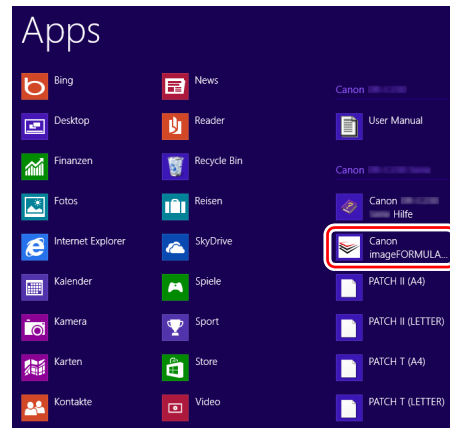 Apps
Bing
Desktop
Finanzen
Fotos
Internet Explorer
Kalender
Kamera
Karten
Kontakte
News
Reader
Recycle Bin
Reisen
SkyDrive
Spiele
Sport
Store
Video
Canon
User Manual
Canon
Canon
Hilfe
Canon
imageFORMULA...
PATCH II (A4)
PATCH II (LETTER)
PATCH T (A4)
PATCH T (LETTER)